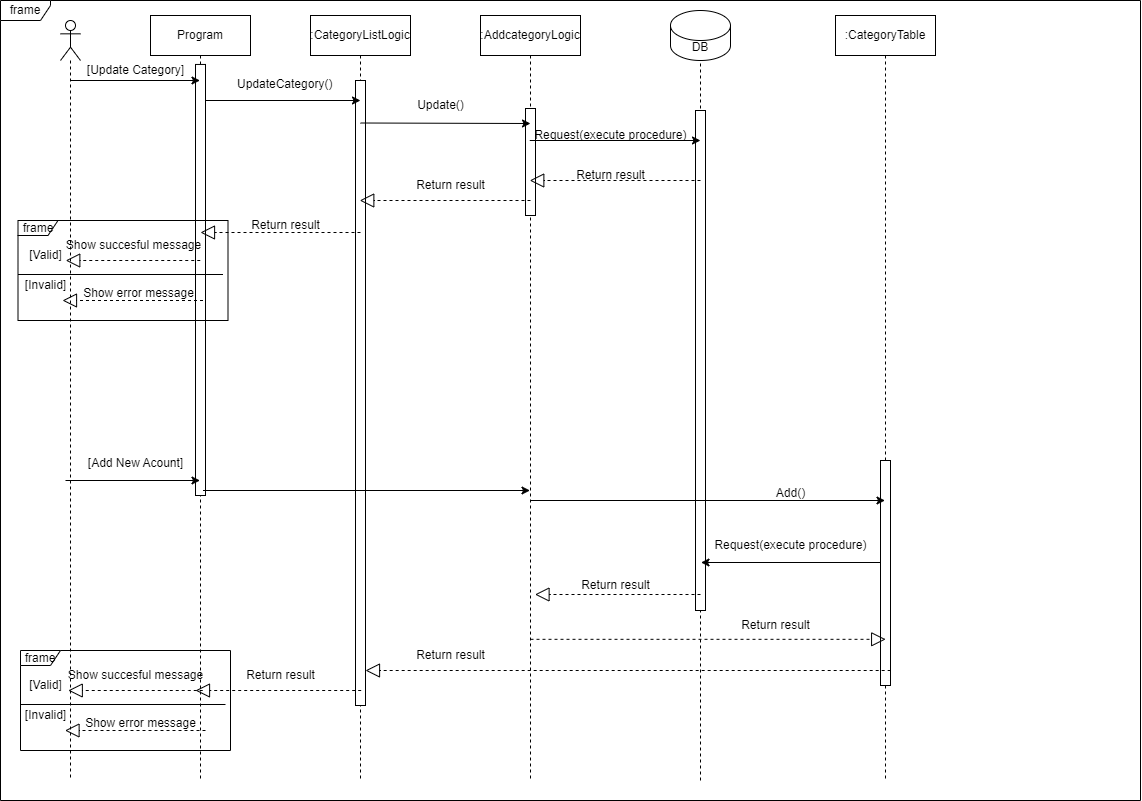 frame
Program
:CategoryListLogic
:AddcategoryLogic
DB
:CategoryTable
[Update Category]
UpdateCategory()
Update()
Request(execute procedure)
Return result
Return result
Return result
frame
Show succesful message
[Valid]
[Invalid]
Show error message
[Add New Acount]
Add()
Request(execute procedure)
Return result
Return result
Return result
frame
Show succesful message
Return result
[Valid]
[Invalid]
Show error message